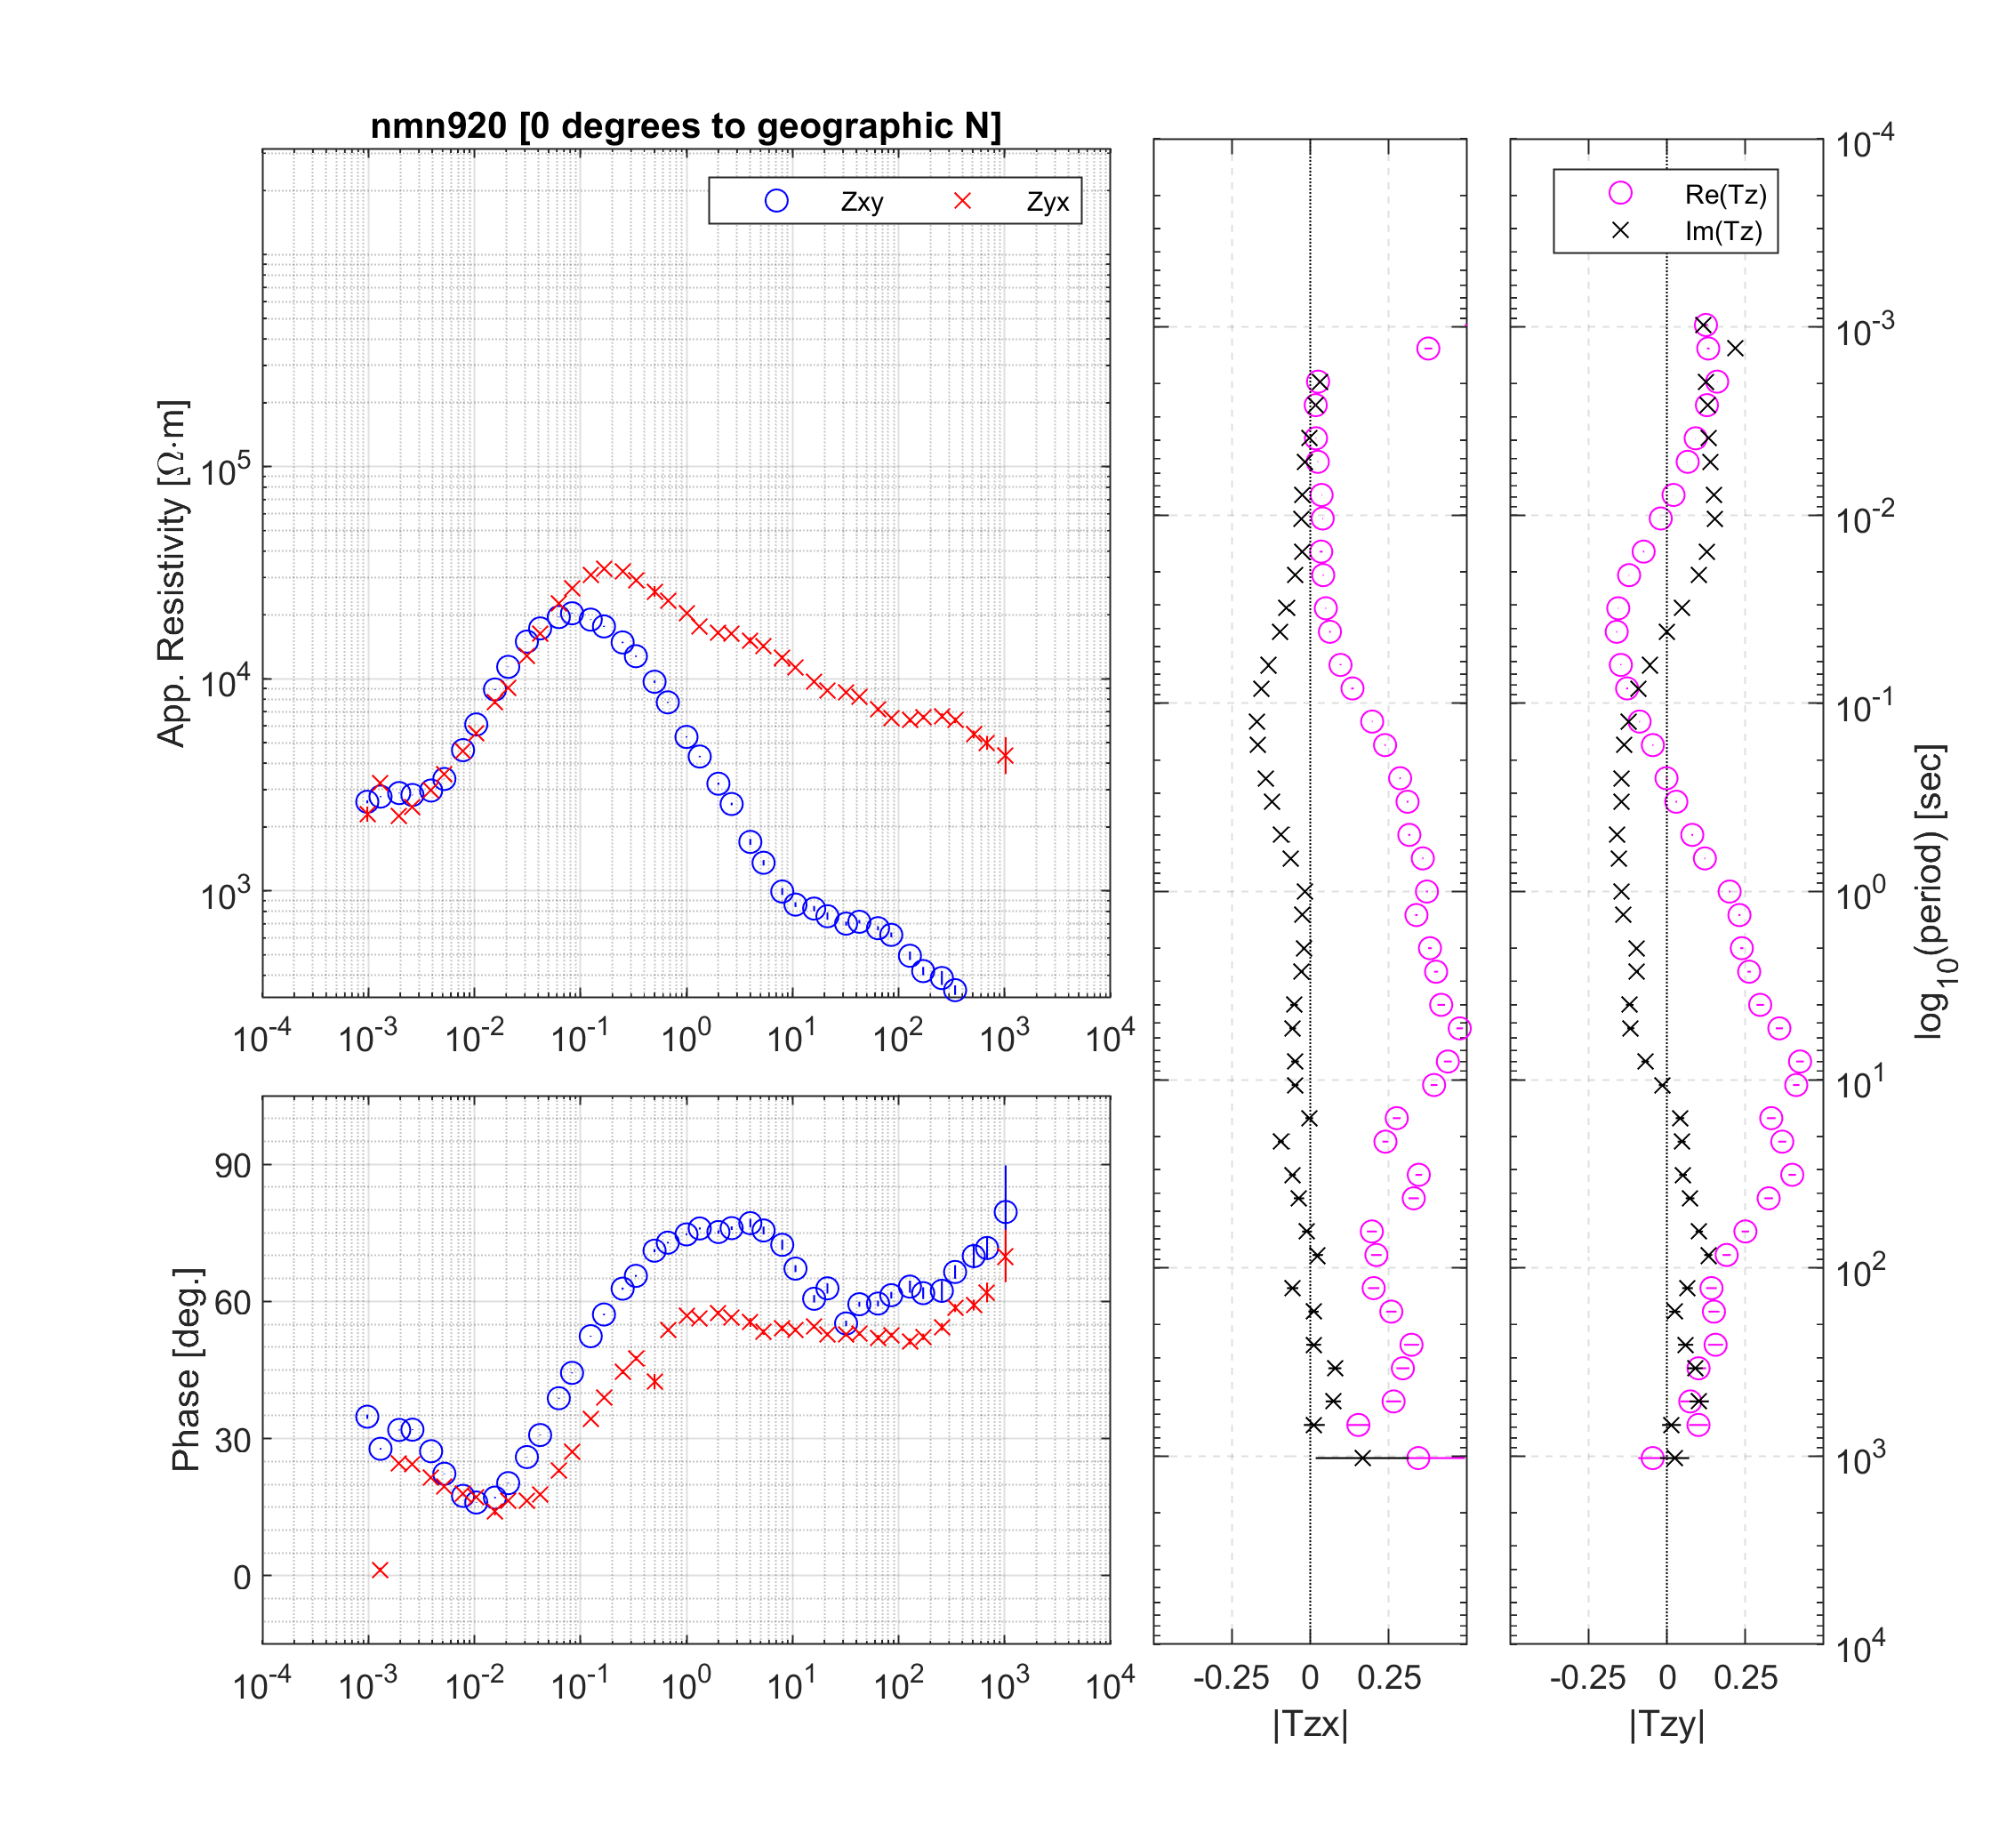 nmn920 [0 degrees to geographic N]
Zxy Zyx
App. Resistivity [Ω·m]
10^5
10^4
10^3
10^-4 10^-3 10^-2 10^-1 10^0 10^1 10^2 10^3 10^4
Phase [deg.]
90
60
30
0
10^-4 10^-3 10^-2 10^-1 10^0 10^1 10^2 10^3 10^4
-0.25 0 0.25
|Tzx|
Re(Tz)
Im(Tz)
-0.25 0 0.25
|Tzy|
10^-4
10^-3
10^-2
10^-1
10^0
10^1
10^2
10^3
10^4
log10(period) [sec]